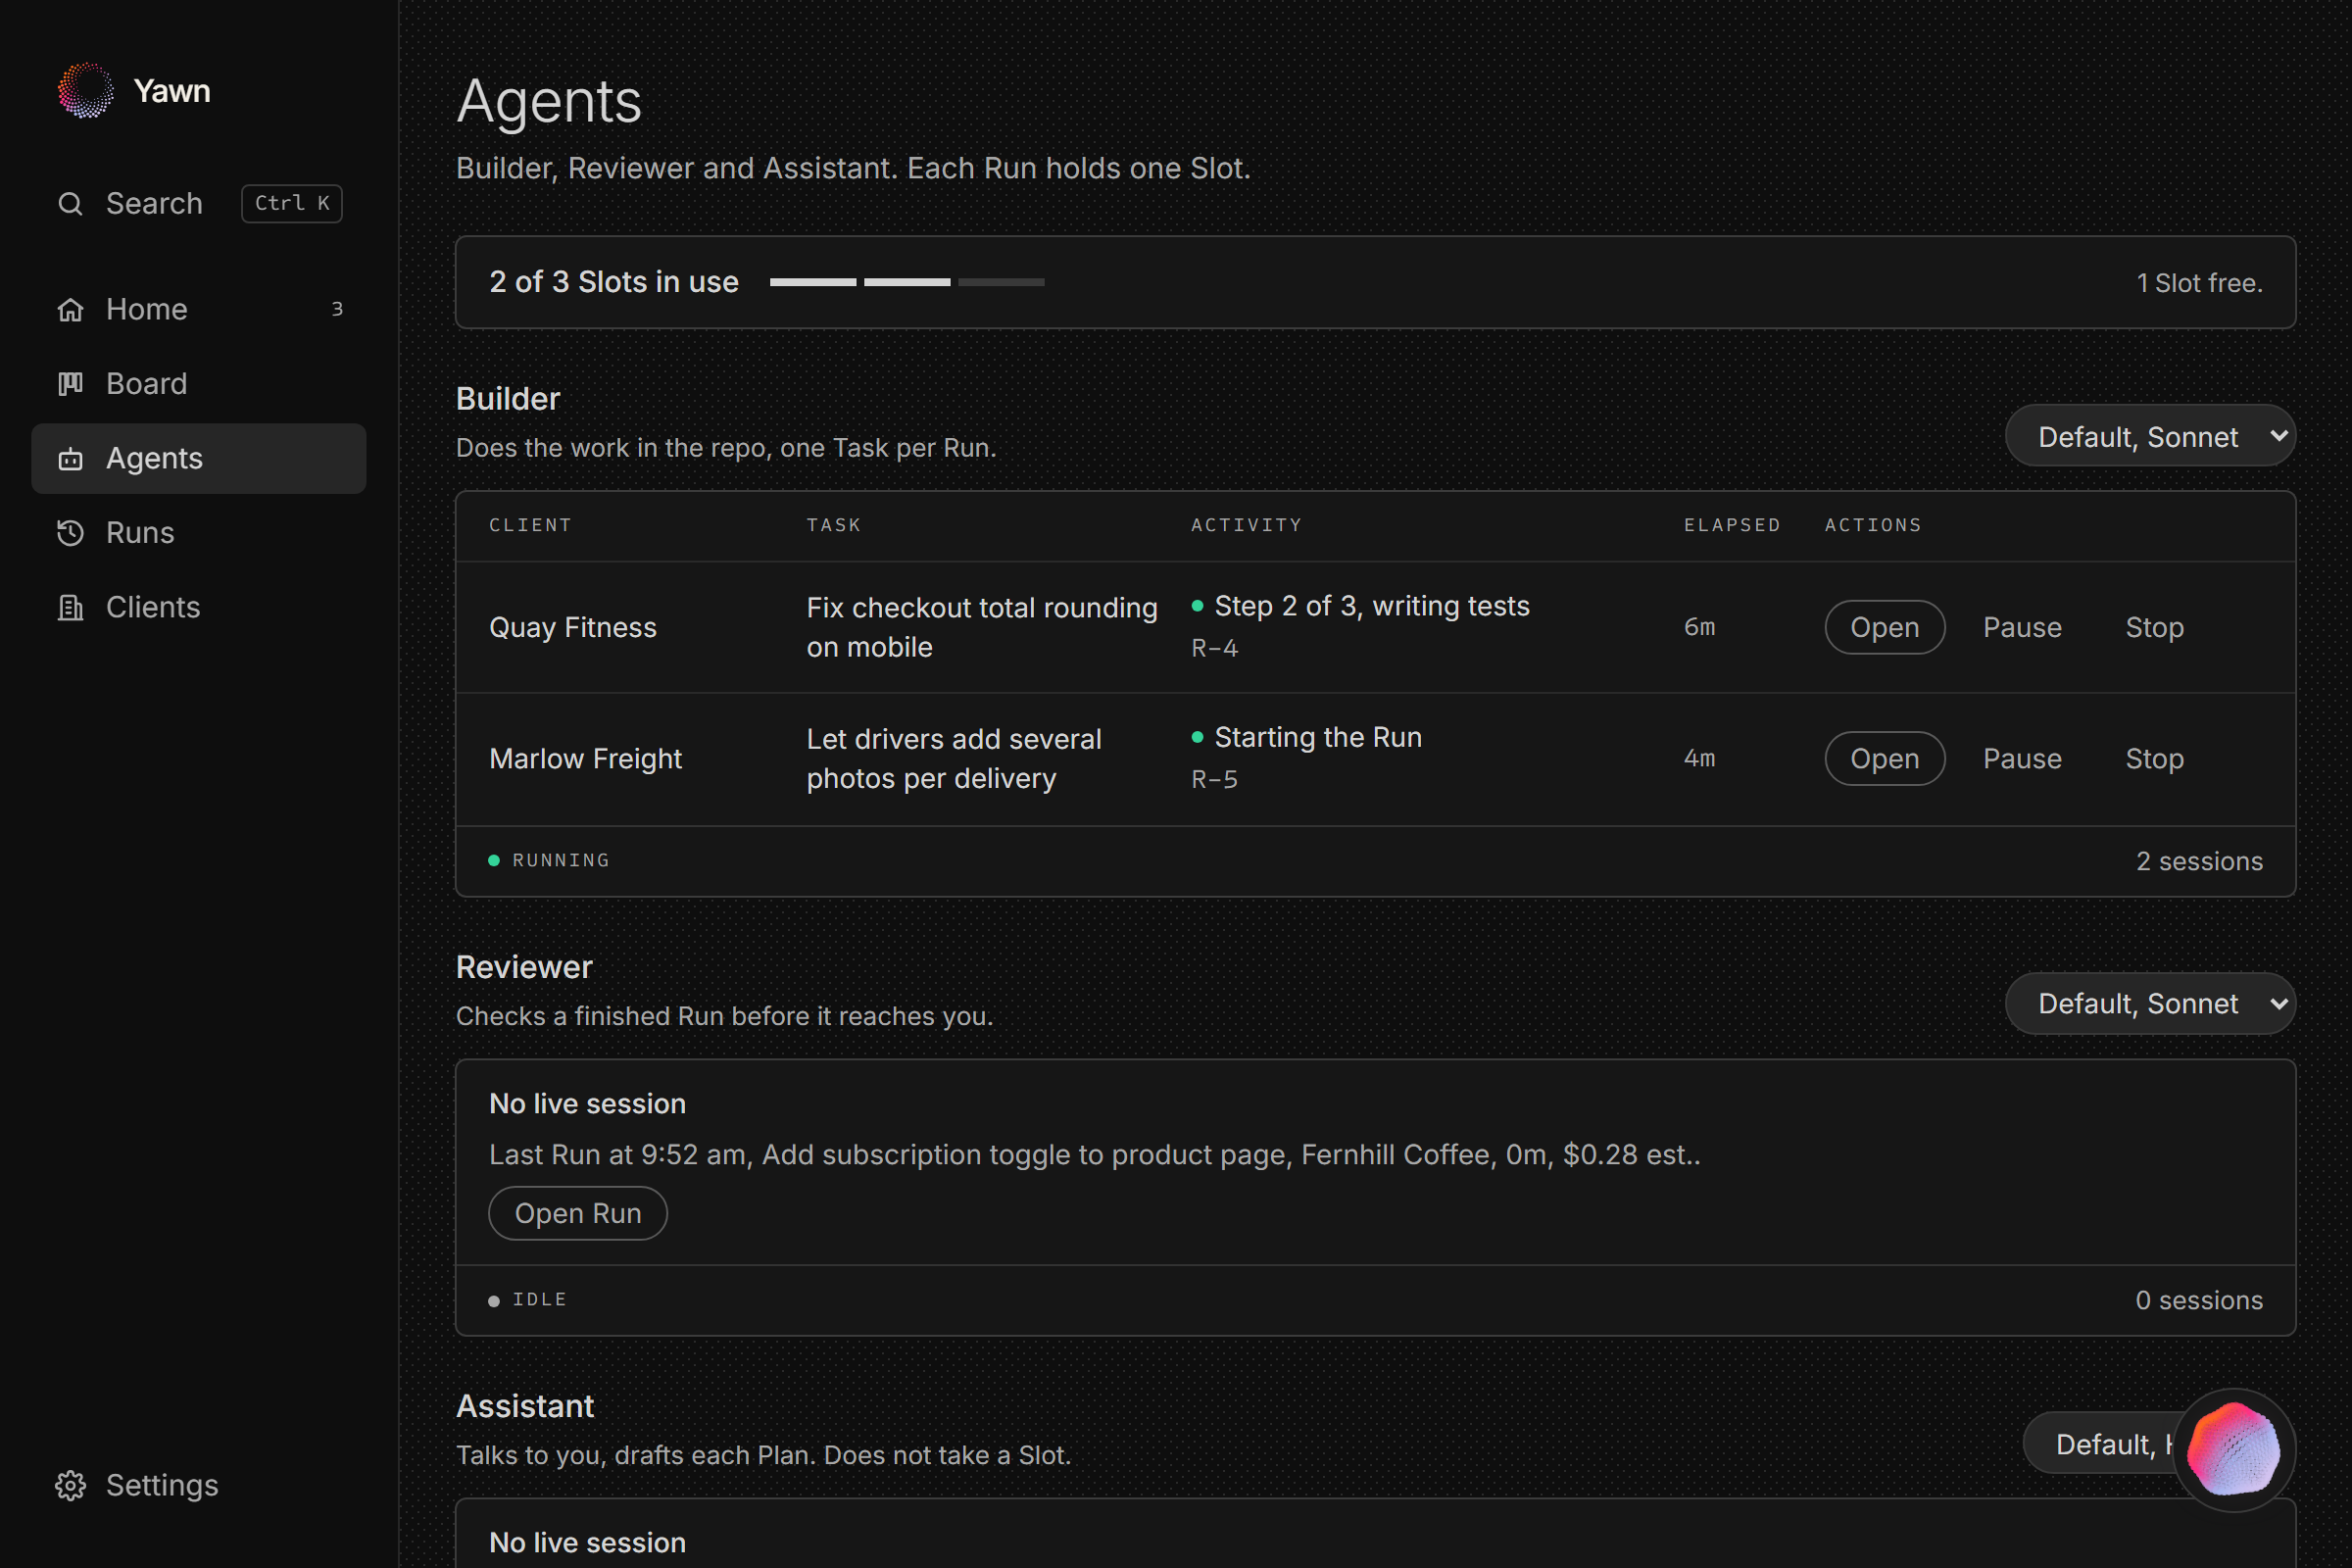 Yawn
Search Ctrl K
Home 3
Board
Agents
Runs
Clients
Settings
Agents
Builder, Reviewer and Assistant. Each Run holds one Slot.
2 of 3 Slots in use 1 Slot free.
Builder
Does the work in the repo, one Task per Run.
Default, Sonnet
CLIENT TASK ACTIVITY ELAPSED ACTIONS
Quay Fitness
Fix checkout total rounding
on mobile
Step 2 of 3, writing tests
R-4
6m
Open Pause Stop
Marlow Freight
Let drivers add several
photos per delivery
Starting the Run
R-5
4m
Open Pause Stop
RUNNING 2 sessions
Reviewer
Checks a finished Run before it reaches you.
Default, Sonnet
No live session
Last Run at 9:52 am, Add subscription toggle to product page, Fernhill Coffee, 0m, $0.28 est..
Open Run
IDLE 0 sessions
Assistant
Talks to you, drafts each Plan. Does not take a Slot.
Default,
No live session